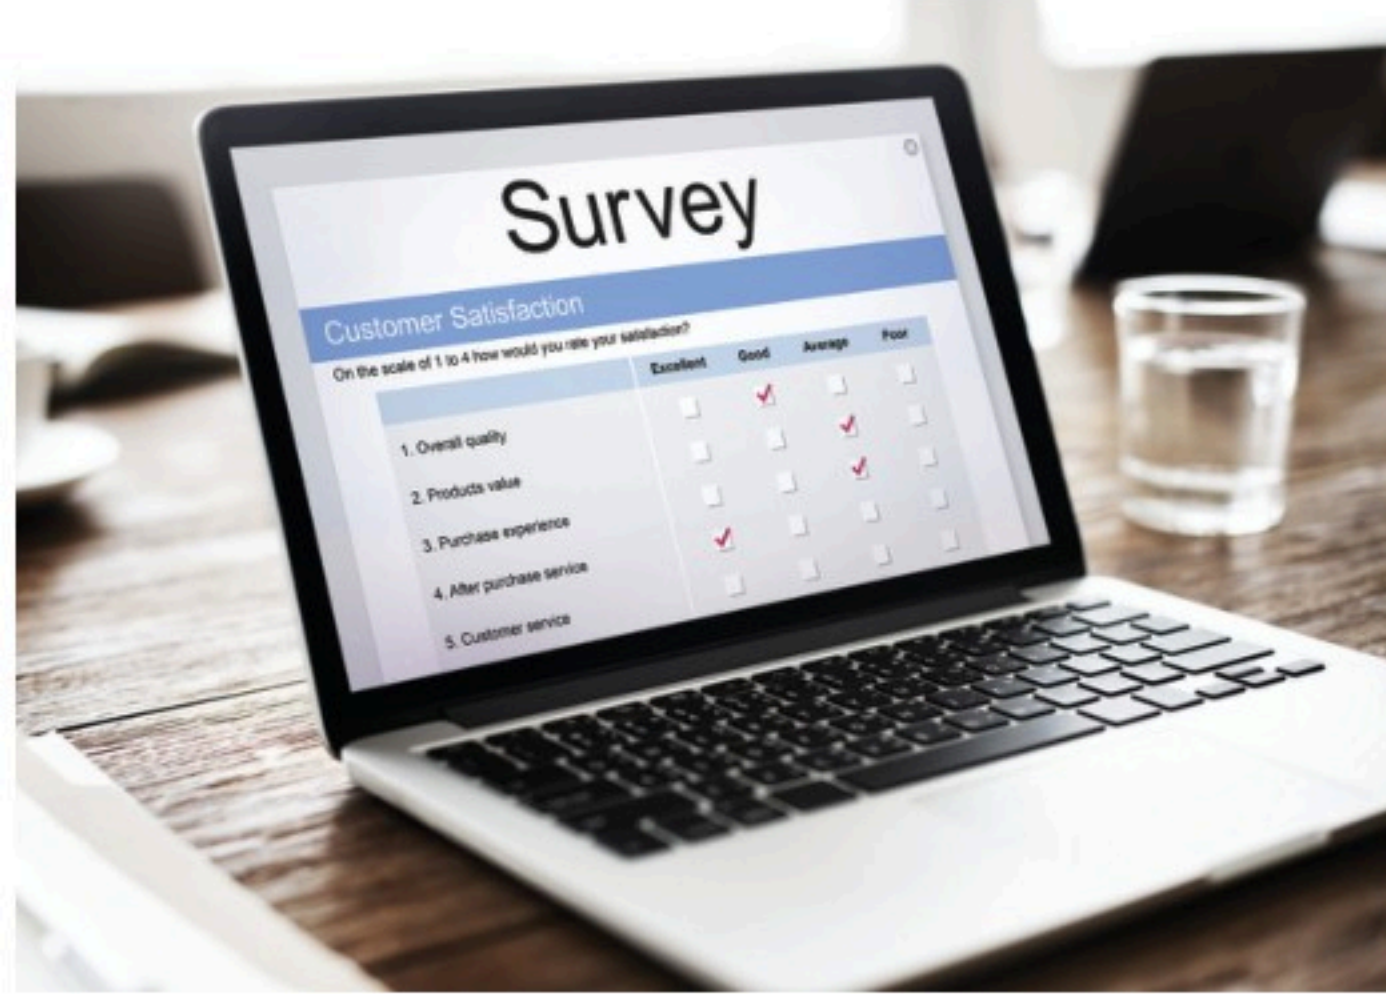 Survey
Customer Satisfaction
On the scale of 1 to 4 how would you rate your satisfaction?
Excellent Good Average Poor
1. Overall quality
2. Products value
3. Purchase experience
4. After purchase service
5. Customer service